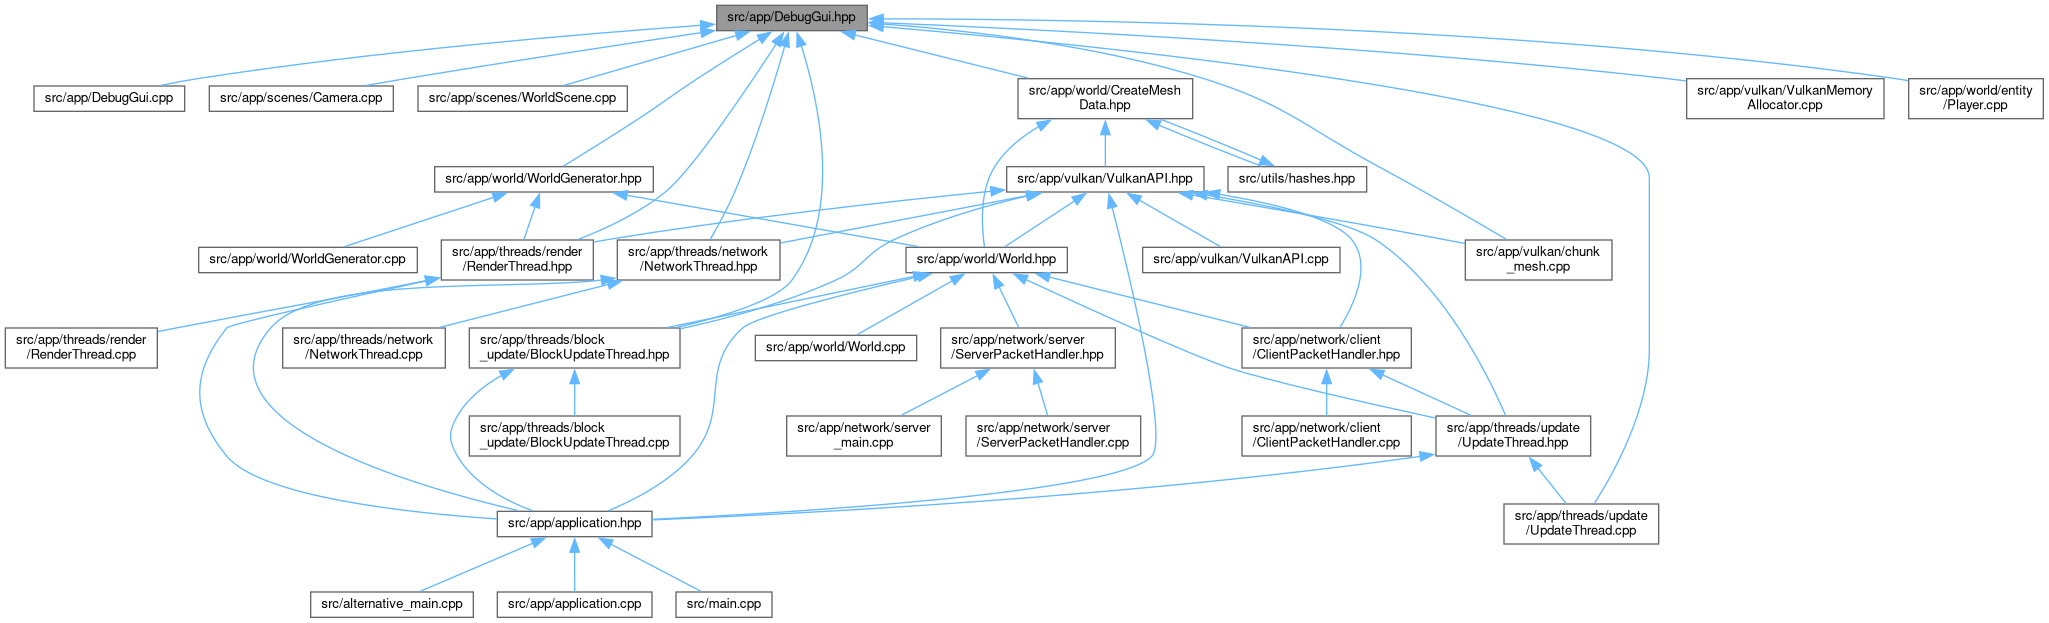 src/app/DebugGui.hpp
src/app/DebugGui.cpp
src/app/scenes/Camera.cpp
src/app/scenes/WorldScene.cpp
src/app/world/CreateMesh
Data.hpp
src/app/vulkan/VulkanMemory
Allocator.cpp
src/app/world/entity
/Player.cpp
src/app/world/WorldGenerator.hpp
src/app/vulkan/VulkanAPI.hpp
src/utils/hashes.hpp
src/app/world/WorldGenerator.cpp
src/app/threads/render
/RenderThread.hpp
src/app/threads/network
/NetworkThread.hpp
src/app/world/World.hpp
src/app/vulkan/VulkanAPI.cpp
src/app/vulkan/chunk
_mesh.cpp
src/app/threads/render
/RenderThread.cpp
src/app/threads/network
/NetworkThread.cpp
src/app/threads/block
_update/BlockUpdateThread.hpp
src/app/world/World.cpp
src/app/network/server
/ServerPacketHandler.hpp
src/app/network/client
/ClientPacketHandler.hpp
src/app/threads/block
_update/BlockUpdateThread.cpp
src/app/network/server
_main.cpp
src/app/network/server
/ServerPacketHandler.cpp
src/app/network/client
/ClientPacketHandler.cpp
src/app/threads/update
/UpdateThread.hpp
src/app/application.hpp
src/app/threads/update
/UpdateThread.cpp
src/alternative_main.cpp
src/app/application.cpp
src/main.cpp